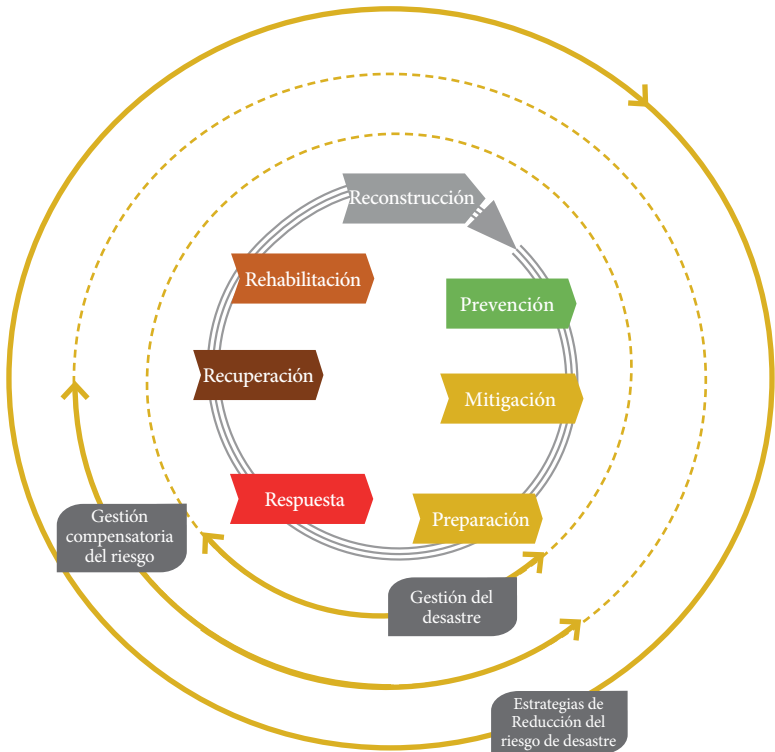 Reconstrucción
Rehabilitación
Prevención
Recuperación
Mitigación
Respuesta
Preparación
Gestión
compensatoria
del riesgo
Gestión del
desastre
Estrategias de
Reducción del
riesgo de desastre